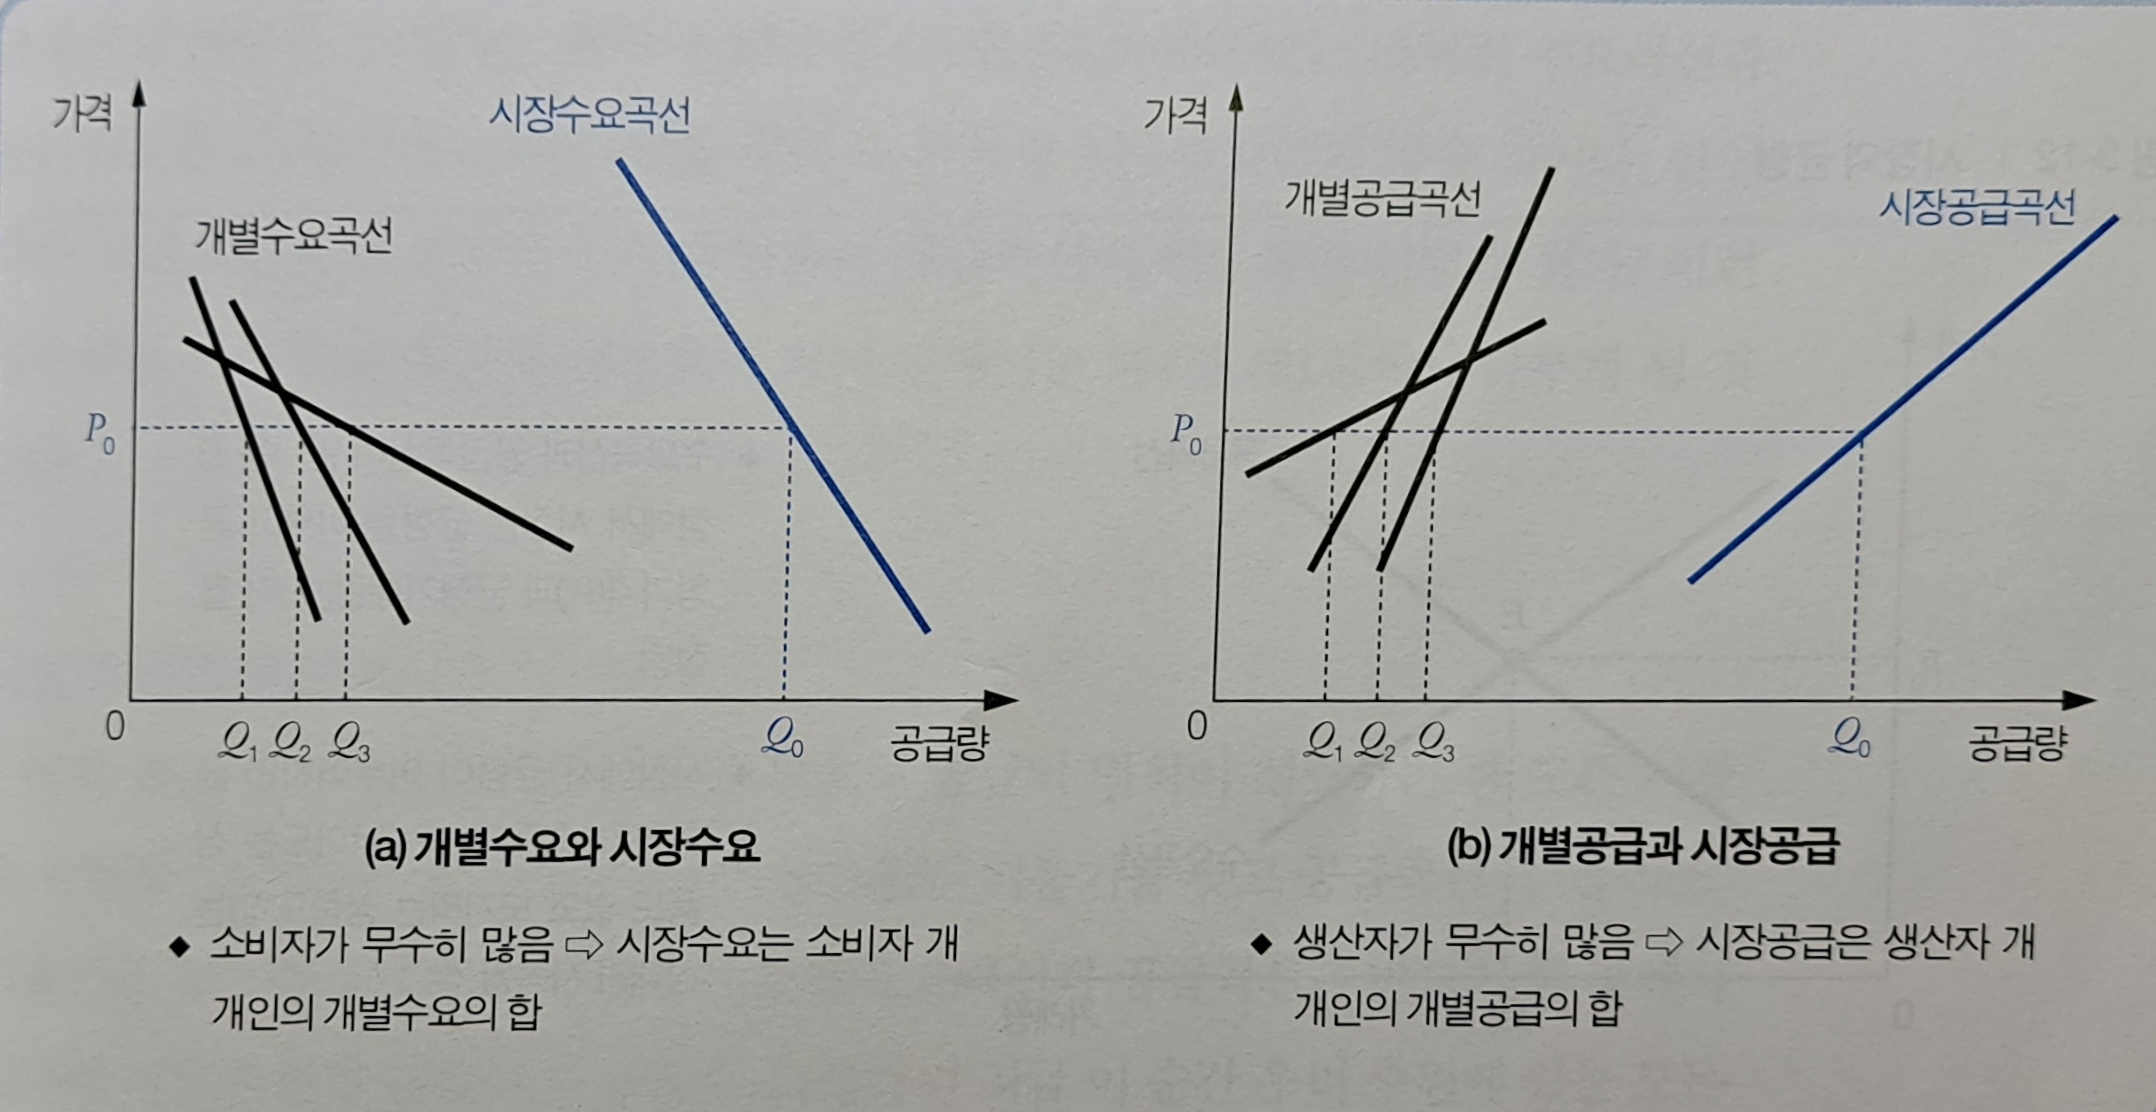 가격
시장수요곡선
개별수요곡선
P₀
0
Q₁ Q₂ Q₃
Q₀
공급량
(a) 개별수요와 시장수요
◆ 소비자가 무수히 많음 ⇨ 시장수요는 소비자 개
개인의 개별수요의 합
가격
개별공급곡선
시장공급곡선
P₀
0
Q₁ Q₂ Q₃
Q₀
공급량
(b) 개별공급과 시장공급
◆ 생산자가 무수히 많음 ⇨ 시장공급은 생산자 개
개인의 개별공급의 합